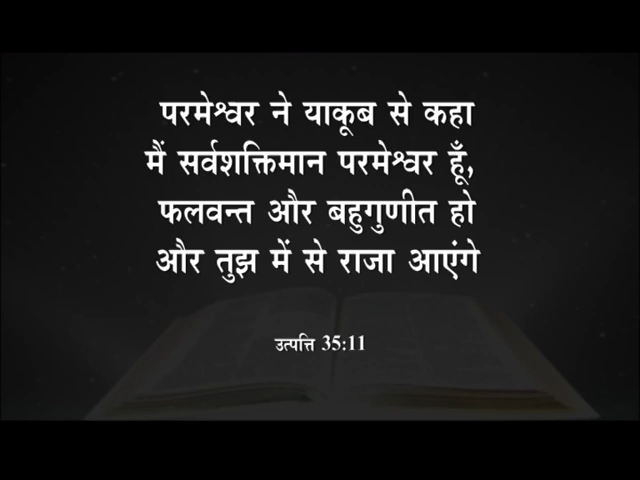 परमेश्वर ने याकूब से कहा
मैं सर्वशक्तिमान परमेश्वर हूँ,
फलवन्त और बहुगुणीत हो
और तुझ में से राजा आएंगे
उत्पत्ति 35:11